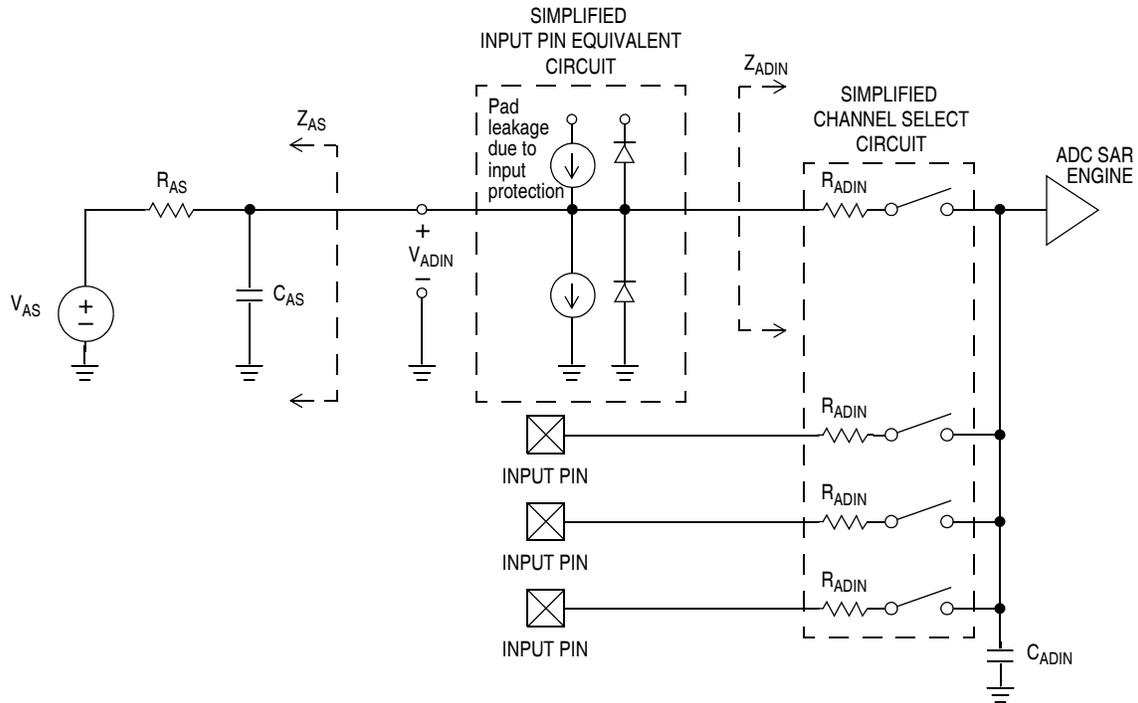 SIMPLIFIED
INPUT PIN EQUIVALENT
CIRCUIT
Pad
leakage
due to
input
protection
Z_ADIN
SIMPLIFIED
CHANNEL SELECT
CIRCUIT
ADC SAR
ENGINE
Z_AS
R_AS
R_ADIN
+
V_ADIN
–
V_AS
+
–
C_AS
R_ADIN
INPUT PIN
R_ADIN
INPUT PIN
R_ADIN
INPUT PIN
C_ADIN